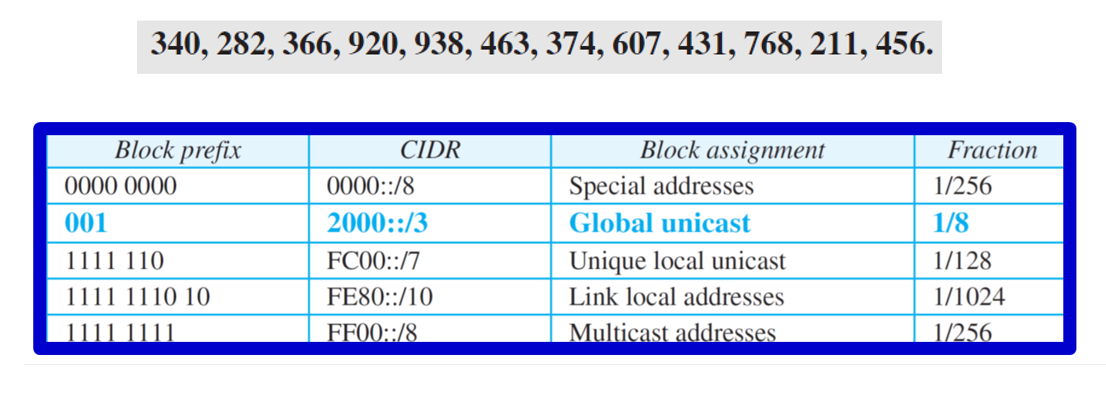 340, 282, 366, 920, 938, 463, 374, 607, 431, 768, 211, 456.
Block prefix CIDR Block assignment Fraction
0000 0000 0000::/8 Special addresses 1/256
001 2000::/3 Global unicast 1/8
1111 110 FC00::/7 Unique local unicast 1/128
1111 1110 10 FE80::/10 Link local addresses 1/1024
1111 1111 FF00::/8 Multicast addresses 1/256